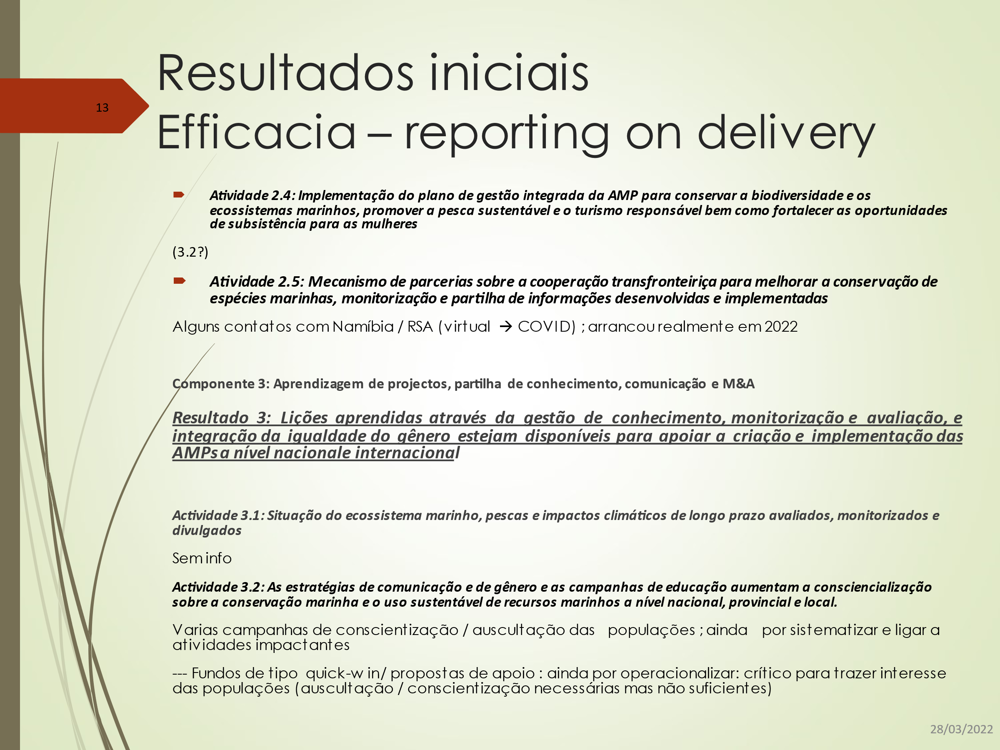 Resultados iniciais
13
Efficacia – reporting on delivery
Atividade 2.4: Implementação do plano de gestão integrada da AMP para conservar a biodiversidade e os
ecossistemas marinhos, promover a pesca sustentável e o turismo responsável bem como fortalecer as oportunidades
de subsistência para as mulheres
(3.2?)
Atividade 2.5: Mecanismo de parcerias sobre a cooperação transfronteiriça para melhorar a conservação de
espécies marinhas, monitorização e partilha de informações desenvolvidas e implementadas
Alguns contatos com Namíbia / RSA (virtual → COVID) ; arrancou realmente em 2022
Componente 3: Aprendizagem de projectos, partilha de conhecimento, comunicação e M&A
Resultado 3: Lições aprendidas através da gestão de conhecimento, monitorização e avaliação, e
integração da igualdade do gênero estejam disponíveis para apoiar a criação e implementação das
AMPs a nível nacionale internacional
Actividade 3.1: Situação do ecossistema marinho, pescas e impactos climáticos de longo prazo avaliados, monitorizados e
divulgados
Sem info
Actividade 3.2: As estratégias de comunicação e de gênero e as campanhas de educação aumentam a consciencialização
sobre a conservação marinha e o uso sustentável de recursos marinhos a nível nacional, provincial e local.
Varias campanhas de conscientização / auscultação das populações ; ainda por sistematizar e ligar a
atividades impactantes
--- Fundos de tipo quick-win/ propostas de apoio : ainda por operacionalizar: crítico para trazer interesse
das populações (auscultação / conscientização necessárias mas não suficientes)
28/03/2022